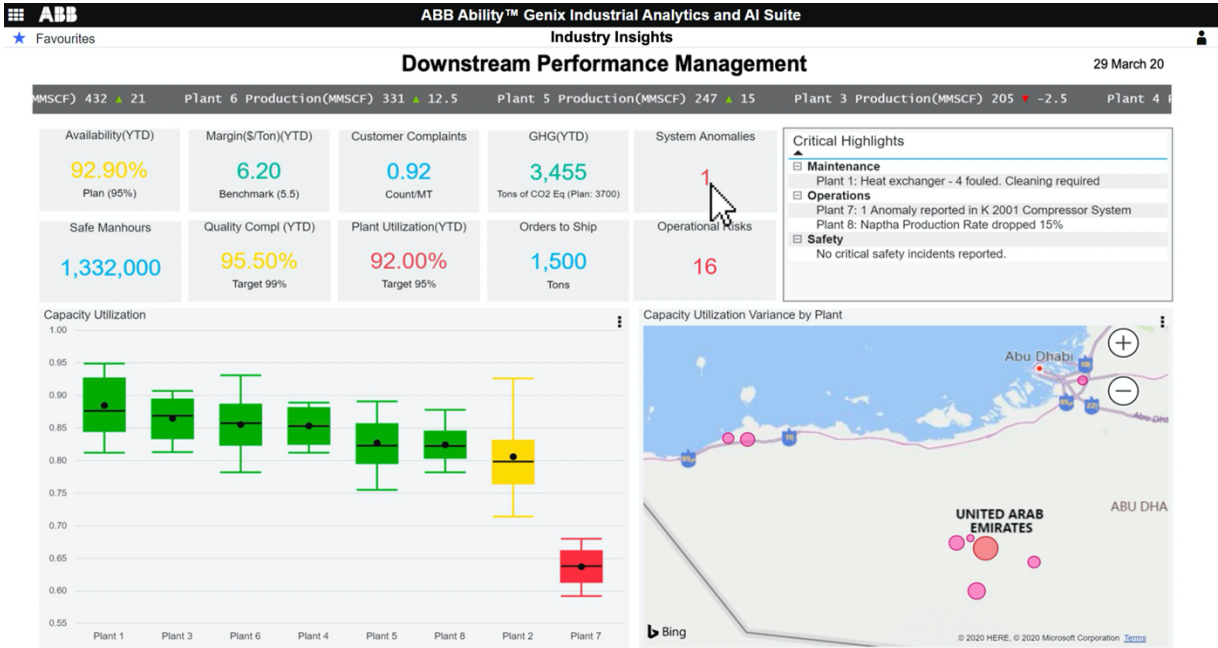 ABB
ABB Ability™ Genix Industrial Analytics and AI Suite
Favourites
Industry Insights
Downstream Performance Management
29 March 20
MMSCF) 432 ▲ 21 Plant 6 Production(MMSCF) 331 ▲ 12.5 Plant 5 Production(MMSCF) 247 ▲ 15 Plant 3 Production(MMSCF) 205 ▼ -2.5 Plant 4
Availability(YTD)
92.90%
Plan (95%)
Margin($/Ton)(YTD)
6.20
Benchmark (5.5)
Customer Complaints
0.92
Count/MT
GHG(YTD)
3,455
Tons of CO2 Eq (Plan: 3700)
System Anomalies
1
Safe Manhours
1,332,000
Quality Compl (YTD)
95.50%
Target 99%
Plant Utilization(YTD)
92.00%
Target 95%
Orders to Ship
1,500
Tons
Operational Risks
16
Critical Highlights
Maintenance
Plant 1: Heat exchanger - 4 fouled. Cleaning required
Operations
Plant 7: 1 Anomaly reported in K 2001 Compressor System
Plant 8: Naptha Production Rate dropped 15%
Safety
No critical safety incidents reported.
Capacity Utilization
1.00
0.95
0.90
0.85
0.80
0.75
0.70
0.65
0.60
0.55
Plant 1 Plant 3 Plant 6 Plant 4 Plant 5 Plant 8 Plant 2 Plant 7
Capacity Utilization Variance by Plant
Abu Dhabi
Abu Dha
ABU DHA
UNITED ARAB
EMIRATES
Bing
© 2020 HERE, © 2020 Microsoft Corporation Terms